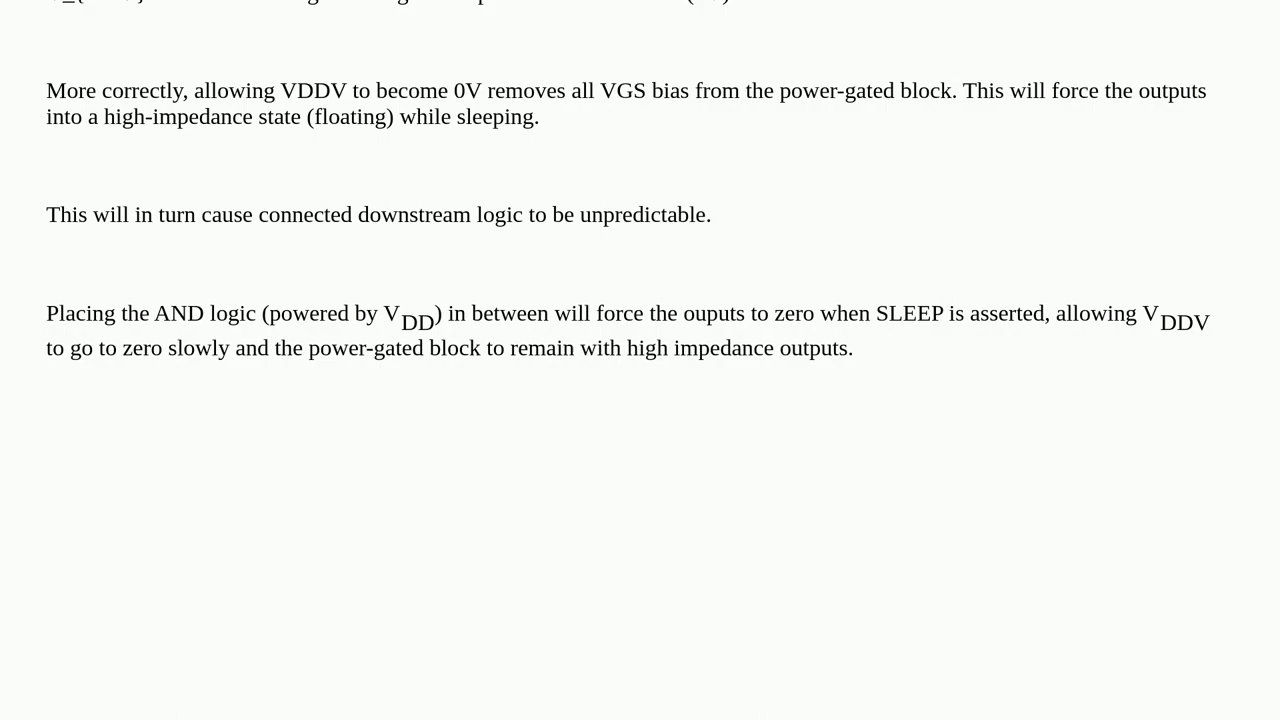 More correctly, allowing VDDV to become 0V removes all VGS bias from the power-gated block. This will force the outputs
into a high-impedance state (floating) while sleeping.
This will in turn cause connected downstream logic to be unpredictable.
Placing the AND logic (powered by VDD) in between will force the ouputs to zero when SLEEP is asserted, allowing VDDV
to go to zero slowly and the power-gated block to remain with high impedance outputs.